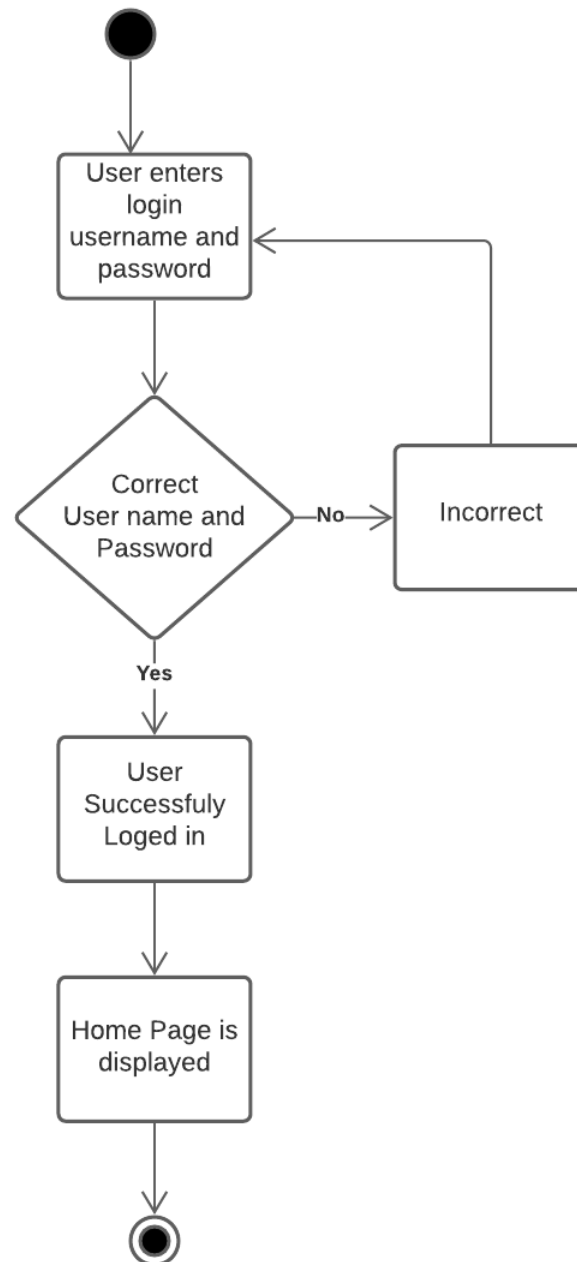 User enters
login
username and
password
Correct
User name and
Password
No
Incorrect
Yes
User
Successfuly
Loged in
Home Page is
displayed